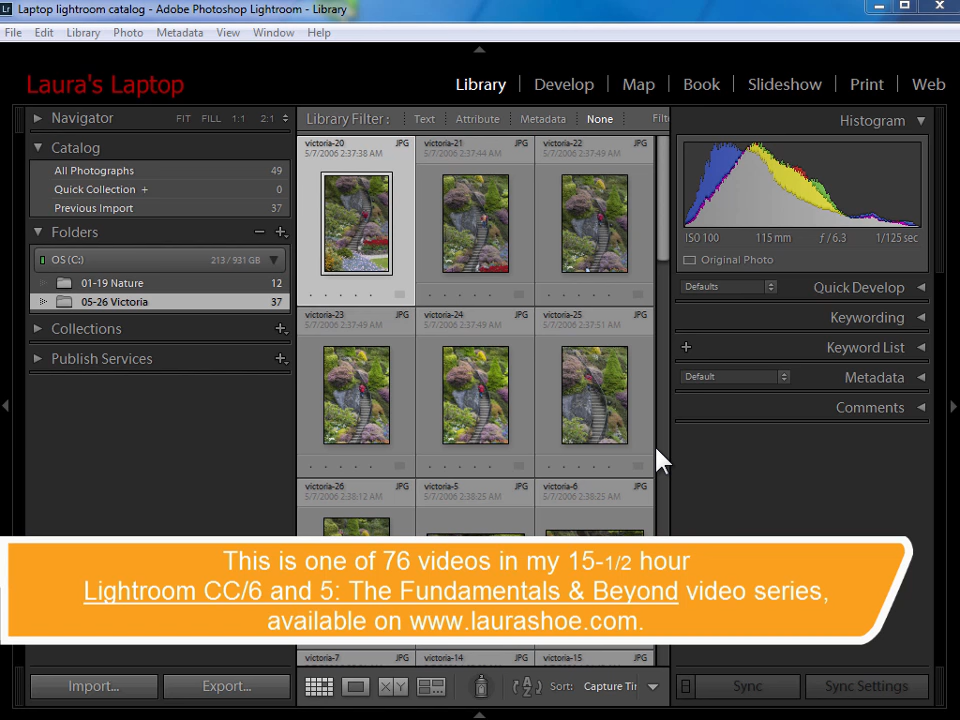 Lr Laptop lightroom catalog - Adobe Photoshop Lightroom - Library
File Edit Library Photo Metadata View Window Help
Laura's Laptop
Library | Develop | Map | Book | Slideshow | Print | Web
Navigator FIT FILL 1:1 2:1
Catalog
All Photographs 49
Quick Collection + 0
Previous Import 37
Folders
OS (C:) 213 / 931 GB
01-19 Nature 12
05-26 Victoria 37
Collections
Publish Services
Library Filter : Text Attribute Metadata None Filt
victoria-20 JPG
5/7/2006 2:37:38 AM
victoria-21 JPG
5/7/2006 2:37:44 AM
victoria-22 JPG
5/7/2006 2:37:49 AM
victoria-23 JPG
5/7/2006 2:37:49 AM
victoria-24 JPG
5/7/2006 2:37:49 AM
victoria-25 JPG
5/7/2006 2:37:51 AM
victoria-26 JPG
5/7/2006 2:38:12 AM
victoria-5 JPG
5/7/2006 2:38:25 AM
victoria-6 JPG
5/7/2006 2:38:25 AM
Histogram
ISO 100 115 mm ƒ / 6.3 1/125 sec
Original Photo
Defaults Quick Develop
Keywording
+ Keyword List
Default Metadata
Comments
This is one of 76 videos in my 15-1/2 hour
Lightroom CC/6 and 5: The Fundamentals & Beyond video series,
available on www.laurashoe.com.
victoria-7 JPG
victoria-14 JPG
victoria-15 JPG
Import... Export...
XY
AZ Sort: Capture Tir
Sync Sync Settings